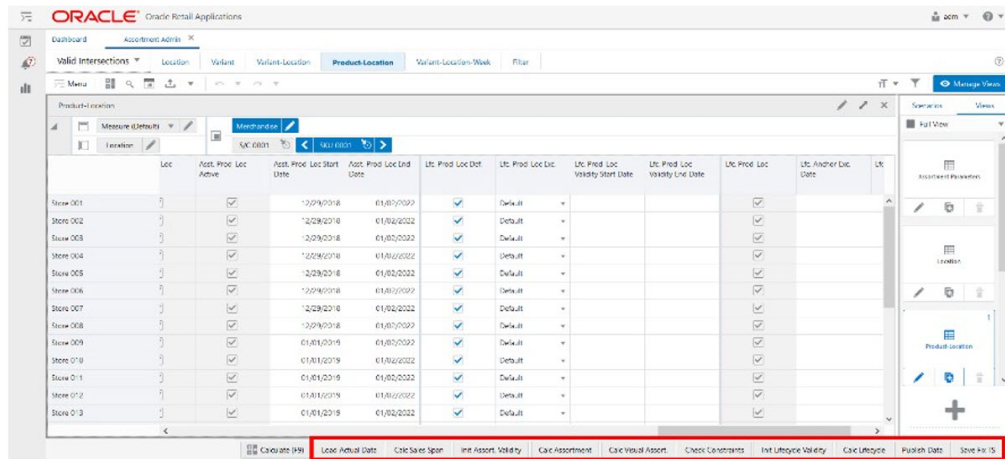 ORACLE Oracle Retail Applications
Dashboard Assortment Admin
Valid Intersections Location Variant Variant-Location Product-Location Variant-Location-Week Filter
Menu Manage Views
Product-Location Scenarios Views
Measure (Default) Merchandise Full View
Location S/C 0001 SKU 0001
Loc Asst. Prod Loc Active Asst. Prod Loc Start Date Asst. Prod Loc End Date Lfc. Prod Loc Def. Lfc. Prod Loc Exc. Lfc. Prod Loc Validity Start Date Lfc. Prod Loc Validity End Date Lfc. Prod Loc Lfc. Anchor Exc. Date
Assortment Parameters
Store 001 12/29/2018 01/02/2022 Default
Store 002 12/29/2018 01/02/2022 Default
Store 003 12/29/2018 01/02/2022 Default
Store 004 12/29/2018 01/02/2022 Default
Location
Store 005 12/29/2018 01/02/2022 Default
Store 006 12/29/2018 01/02/2022 Default
Store 007 12/29/2018 01/02/2022 Default
Store 008 12/29/2018 01/02/2022 Default
1
Store 009 01/01/2019 01/02/2022 Default
Product-Location
Store 010 01/01/2019 01/02/2022 Default
Store 011 01/01/2019 01/02/2022 Default
Store 012 01/01/2019 01/02/2022 Default
Store 013 01/01/2019 01/02/2022 Default
Calculate (F9) Load Actual Data Calc Sales Span Init Assort. Validity Calc Assortment Calc Visual Assort. Check Constraints Init Lifecycle Validity Calc Lifecycle Publish Data Save Fix TS